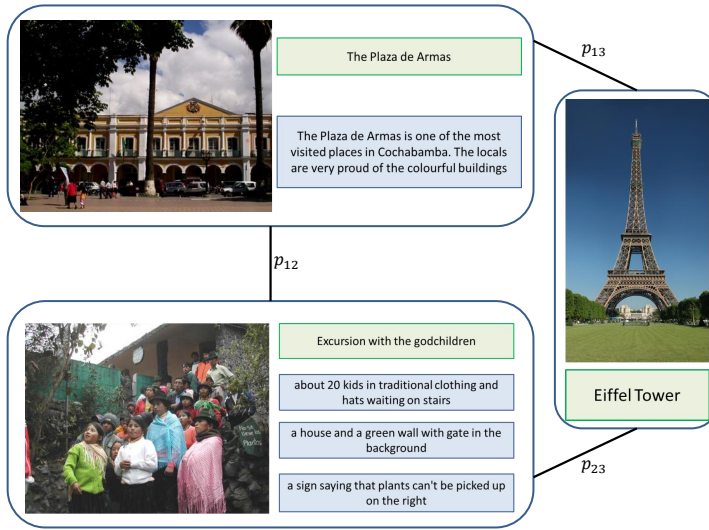 The Plaza de Armas
The Plaza de Armas is one of the most
visited places in Cochabamba. The locals
are very proud of the colourful buildings
p13
p12
Eiffel Tower
Excursion with the godchildren
about 20 kids in traditional clothing and
hats waiting on stairs
a house and a green wall with gate in the
background
a sign saying that plants can't be picked up
on the right
p23